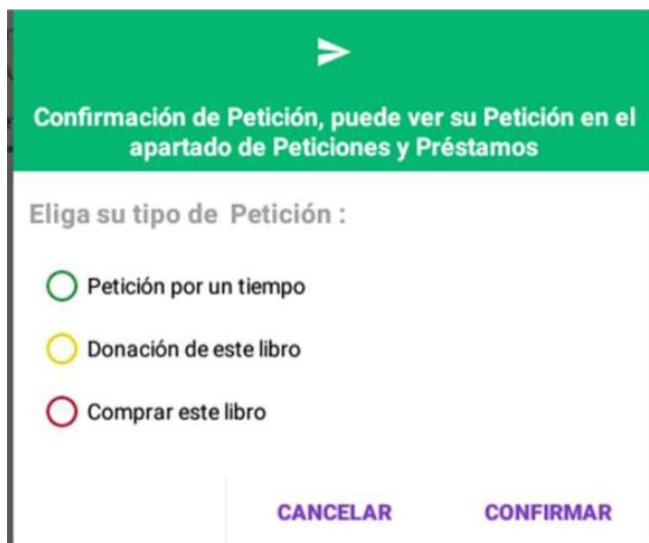 Confirmación de Petición, puede ver su Petición en el
apartado de Peticiones y Préstamos
Eliga su tipo de Petición :
Petición por un tiempo
Donación de este libro
Comprar este libro
CANCELAR CONFIRMAR